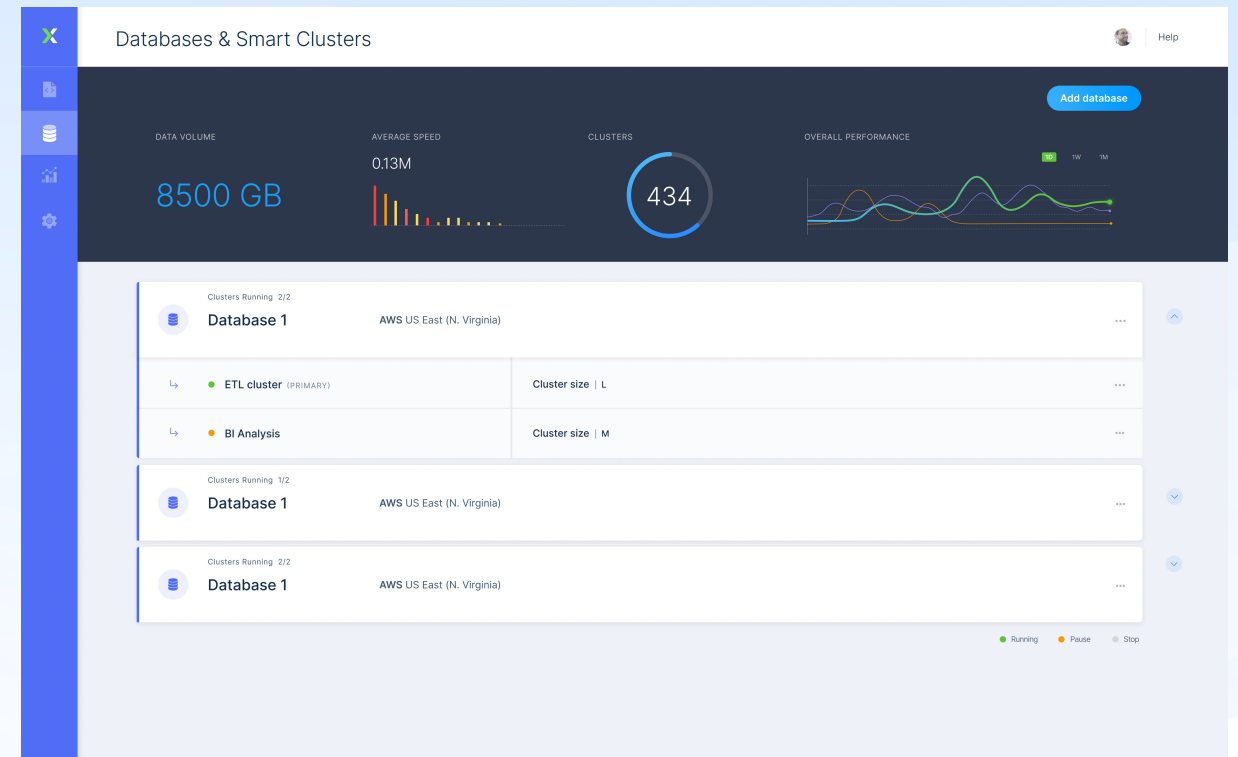 Databases & Smart Clusters
Help
Add database
DATA VOLUME
8500 GB
AVERAGE SPEED
0.13M
CLUSTERS
434
OVERALL PERFORMANCE
1D 1W 1M
Clusters Running 2/2
Database 1
AWS US East (N. Virginia)
ETL cluster (PRIMARY)
Cluster size | L
BI Analysis
Cluster size | M
Clusters Running 1/2
Database 1
AWS US East (N. Virginia)
Clusters Running 2/2
Database 1
AWS US East (N. Virginia)
Running Pause Stop